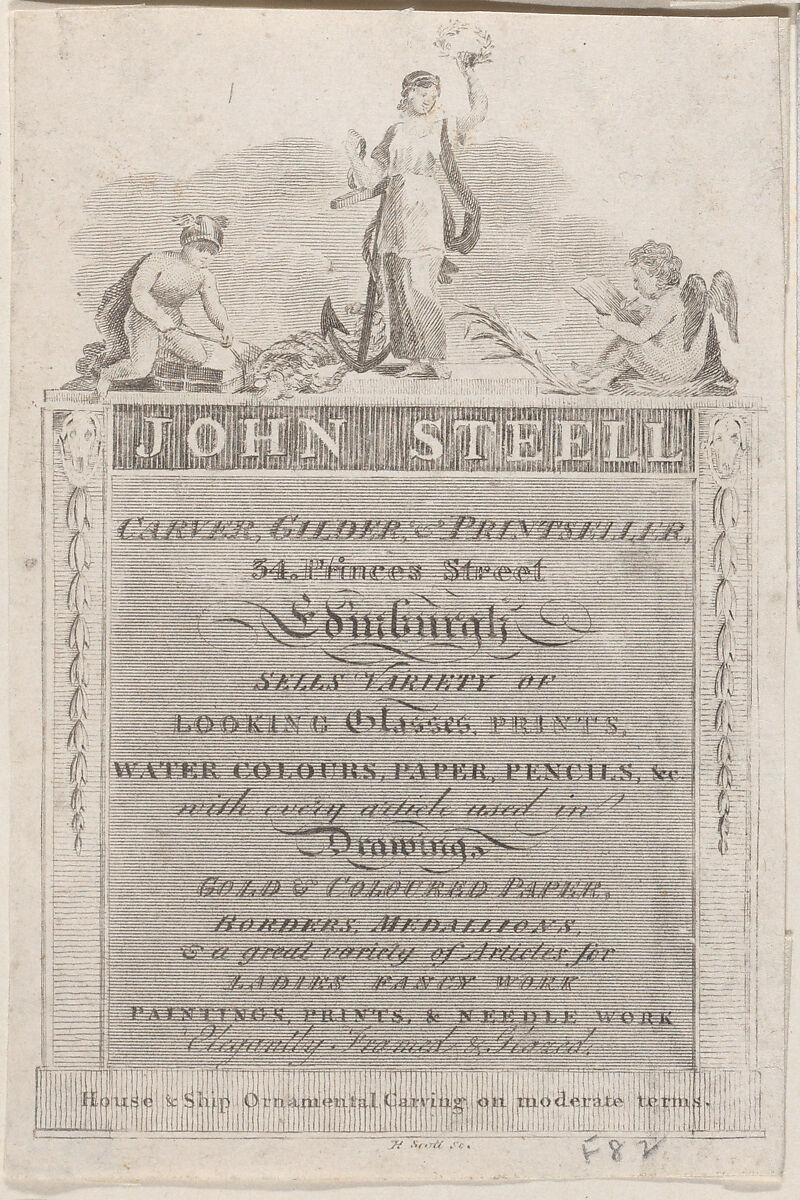 JOHN STEELL
CARVER, GILDER, & PRINTSELLER,
34. Princes Street
Edinburgh
SELLS VARIETY OF
LOOKING Glasses, PRINTS,
WATER COLOURS, PAPER, PENCILS, &c
with every article used in
Drawing,
GOLD & COLOURED PAPER,
BORDERS, MEDALLIONS,
& a great variety of Articles for
LADIES FANCY WORK
PAINTINGS, PRINTS, & NEEDLE WORK
Elegantly Framed & Glazed.
House & Ship Ornamental Carving on moderate terms.
R Scott Sc.
F 82